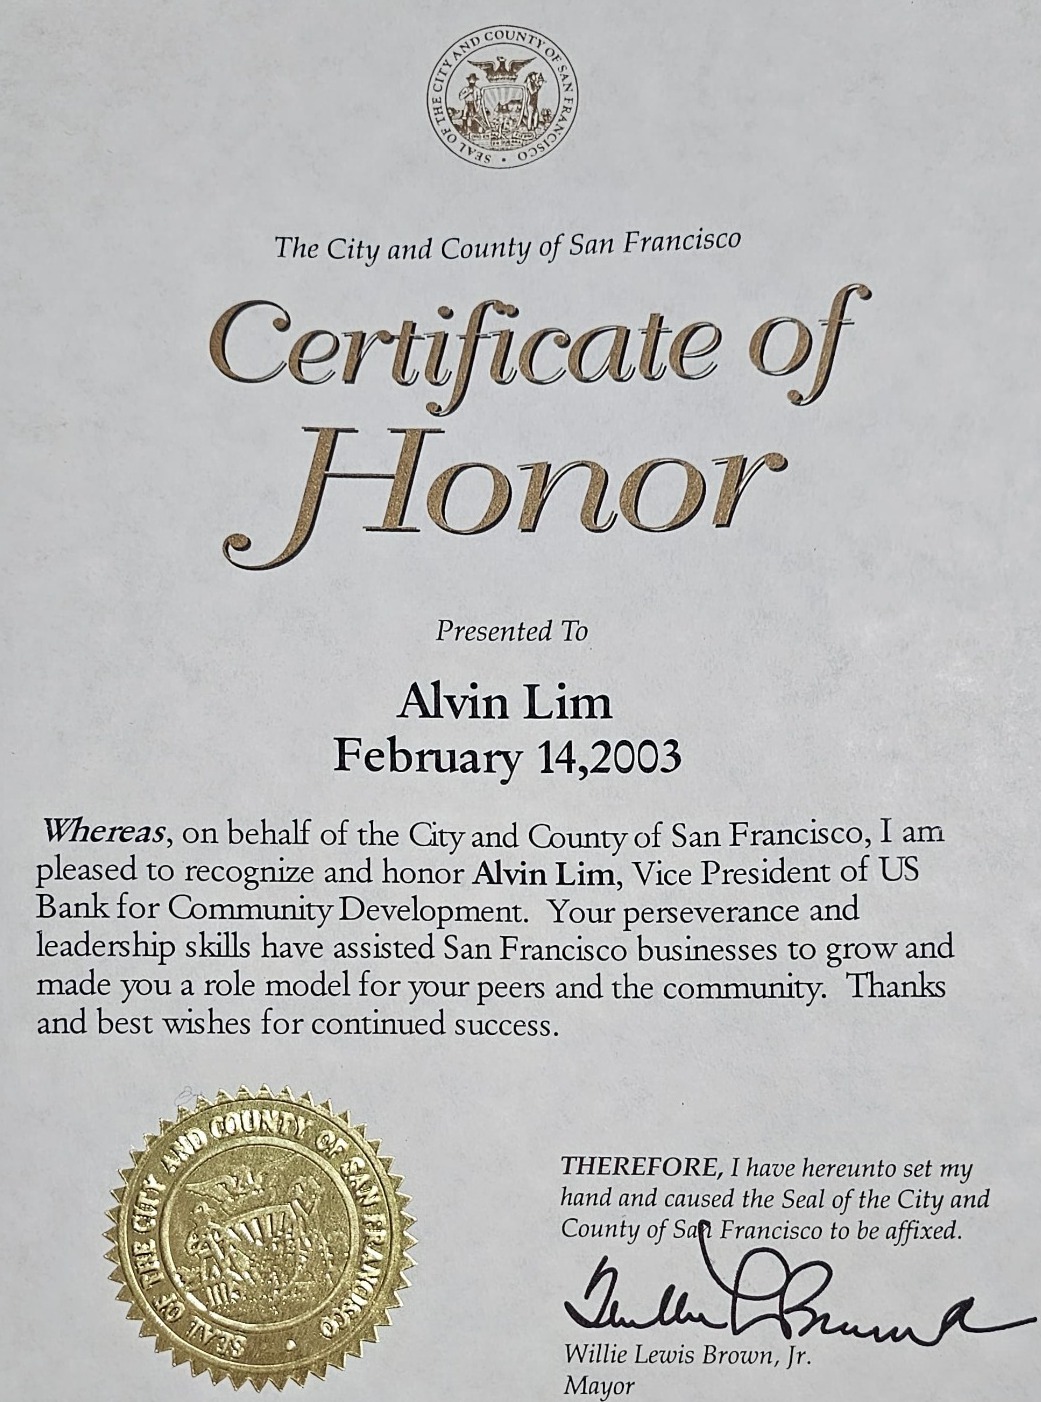 SEAL OF THE CITY AND COUNTY OF SAN FRANCISCO
The City and County of San Francisco
Certificate of
Honor
Presented To
Alvin Lim
February 14,2003
Whereas, on behalf of the City and County of San Francisco, I am
pleased to recognize and honor Alvin Lim, Vice President of US
Bank for Community Development. Your perseverance and
leadership skills have assisted San Francisco businesses to grow and
made you a role model for your peers and the community. Thanks
and best wishes for continued success.
SEAL OF THE CITY AND COUNTY OF SAN FRANCISCO
THEREFORE, I have hereunto set my
hand and caused the Seal of the City and
County of San Francisco to be affixed.
Willie L Brown Jr
Willie Lewis Brown, Jr.
Mayor